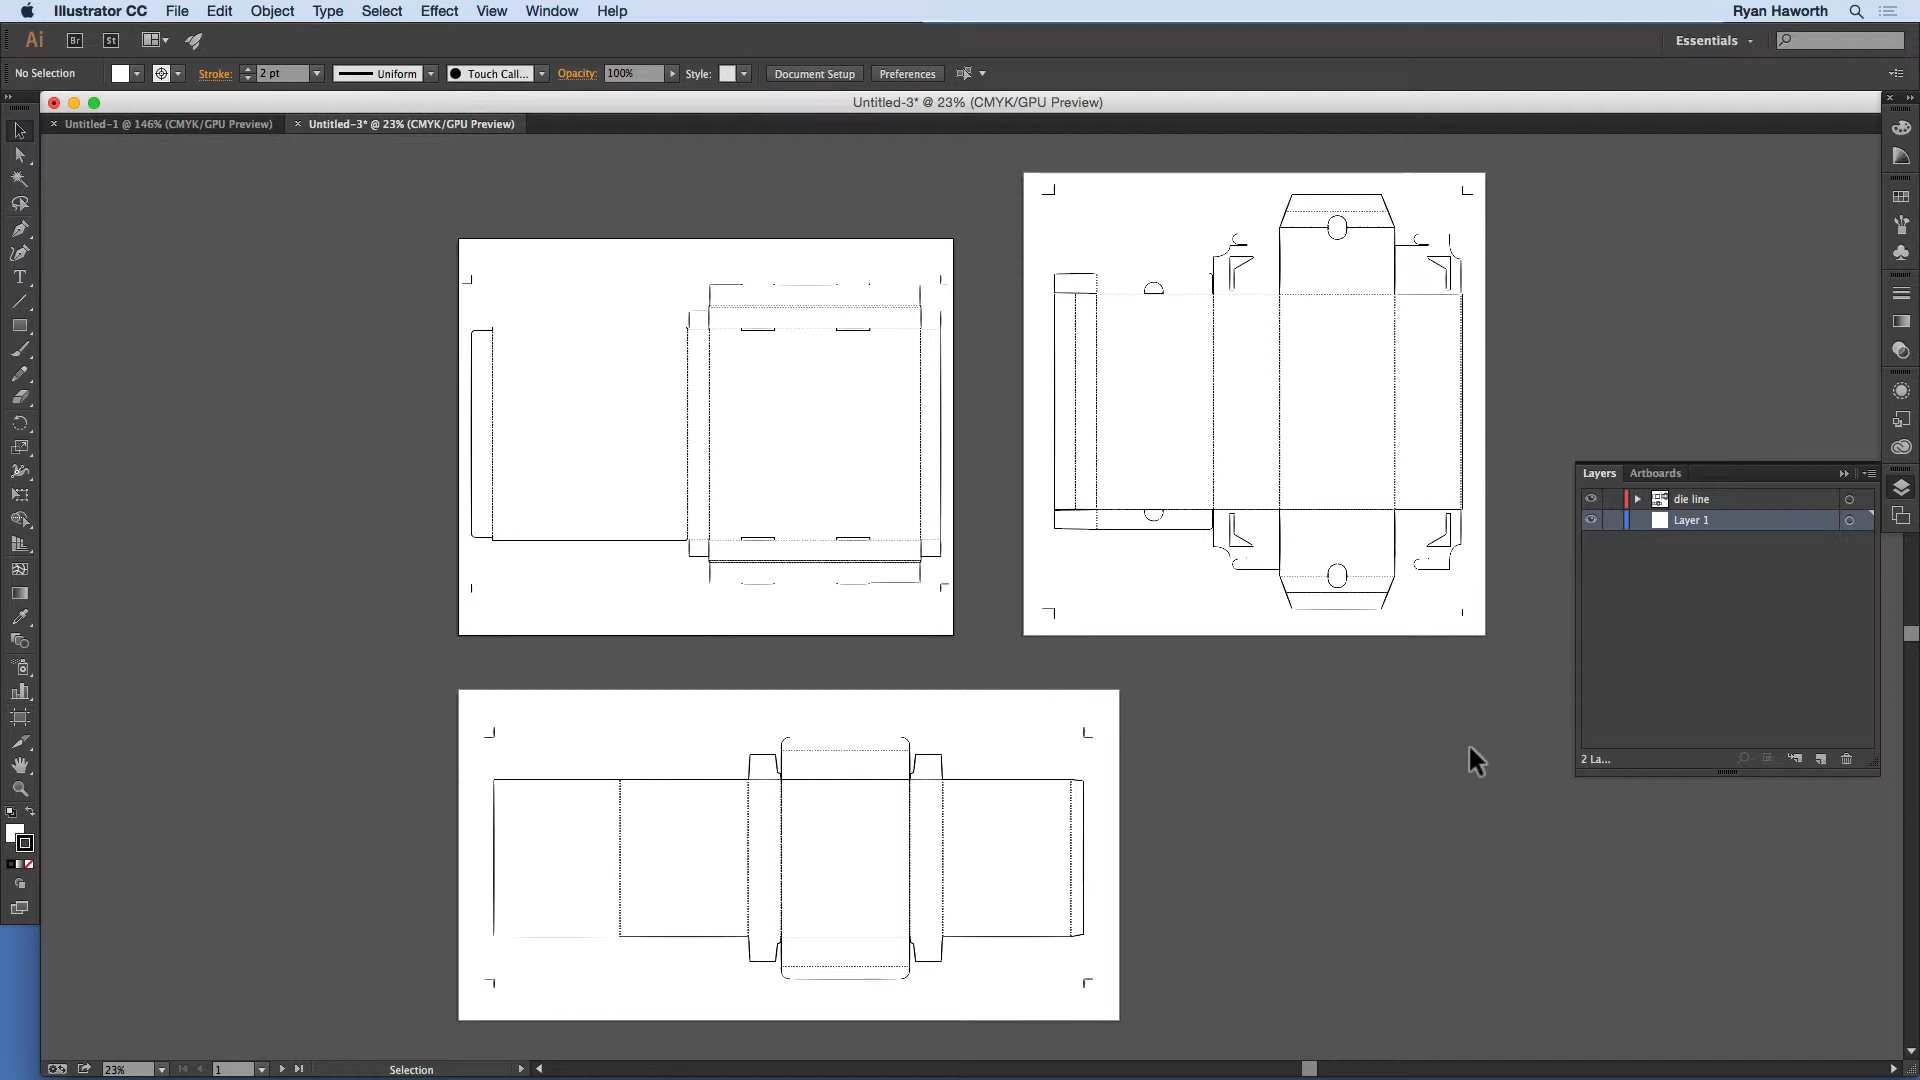 Illustrator CC File Edit Object Type Select Effect View Window Help Ryan Haworth
Ai Br St Essentials
No Selection Stroke: 2 pt Uniform Touch Call... Opacity: 100% Style: Document Setup Preferences
Untitled-3* @ 23% (CMYK/GPU Preview)
Untitled-1 @ 146% (CMYK/GPU Preview) Untitled-3* @ 23% (CMYK/GPU Preview)
Layers Artboards
die line
Layer 1
2 La...
23% 1 Selection